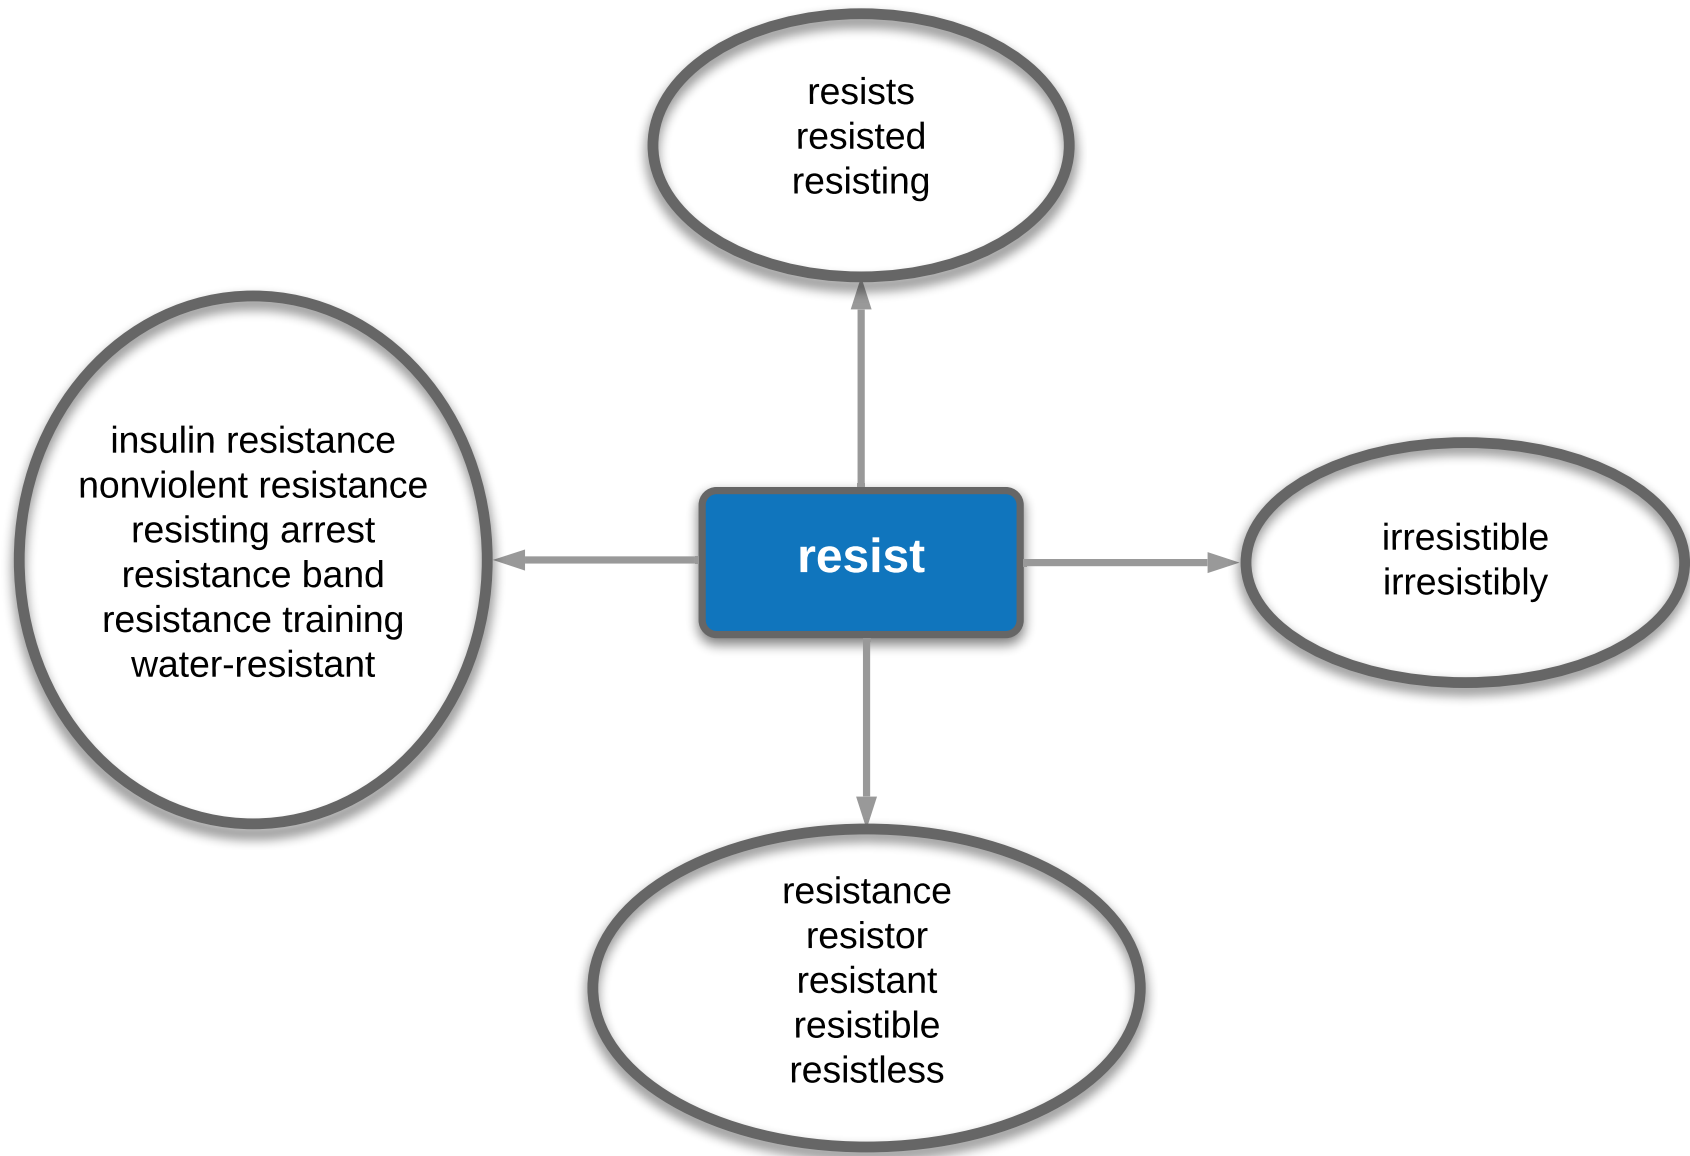 resists
resisted
resisting
insulin resistance
nonviolent resistance
resisting arrest
resistance band
resistance training
water-resistant
resist
irresistible
irresistibly
resistance
resistor
resistant
resistible
resistless